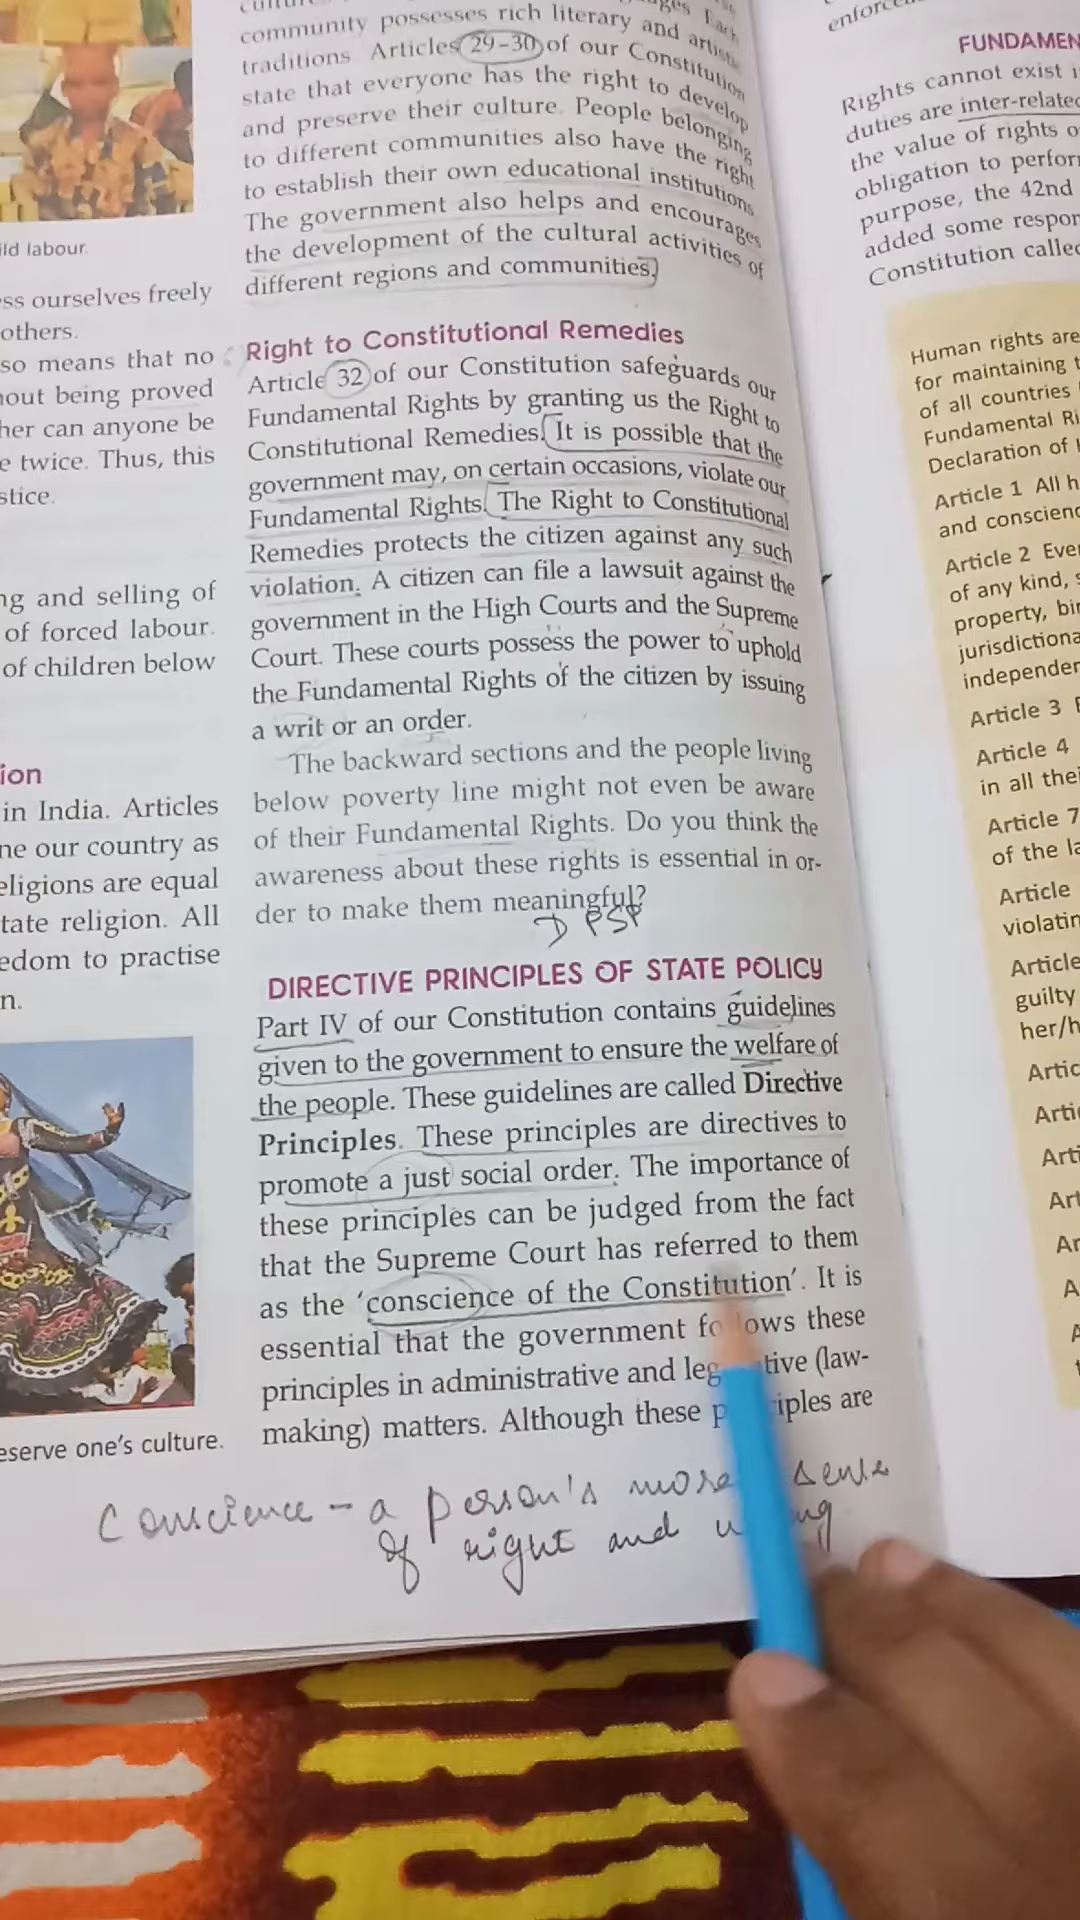 community possesses rich literary and artistic
traditions Articles 29-30 of our Constitution
state that everyone has the right to develop
and preserve their culture. People belonging
to different communities also have the right
to establish their own educational institutions
The government also helps and encourages
the development of the cultural activities of
different regions and communities.
Right to Constitutional Remedies
Article 32 of our Constitution safeguards our
Fundamental Rights by granting us the Right to
Constitutional Remedies. It is possible that the
government may, on certain occasions, violate our
Fundamental Rights. The Right to Constitutional
Remedies protects the citizen against any such
violation. A citizen can file a lawsuit against the
government in the High Courts and the Supreme
Court. These courts possess the power to uphold
the Fundamental Rights of the citizen by issuing
a writ or an order.
The backward sections and the people living
below poverty line might not even be aware
of their Fundamental Rights. Do you think the
awareness about these rights is essential in or-
der to make them meaningful?
DPSP
DIRECTIVE PRINCIPLES OF STATE POLICY
Part IV of our Constitution contains guidelines
given to the government to ensure the welfare of
the people. These guidelines are called Directive
Principles. These principles are directives to
promote a just social order. The importance of
these principles can be judged from the fact
that the Supreme Court has referred to them
as the 'conscience of the Constitution'. It is
essential that the government follows these
principles in administrative and legislative (law-
making) matters. Although these principles are
Conscience - a person's moral sense
of right and wrong
ild labour.
ss ourselves freely
others.
so means that no
out being proved
her can anyone be
e twice. Thus, this
stice.
ng and selling of
of forced labour.
of children below
ion
in India. Articles
ne our country as
eligions are equal
tate religion. All
edom to practise
n.
eserve one's culture.
FUNDAMEN
Rights cannot exist i
duties are inter-related
the value of rights o
obligation to perfor
purpose, the 42nd
added some respon
Constitution called
Human rights are
for maintaining t
of all countries
Fundamental Ri
Declaration of
Article 1 All h
and conscienc
Article 2 Ever
of any kind, s
property, bir
jurisdictiona
independen
Article 3
Article 4
in all thei
Article 7
of the la
Article
violatin
Article
guilty
her/h
Artic
Arti
Arti
Art
Ar
A